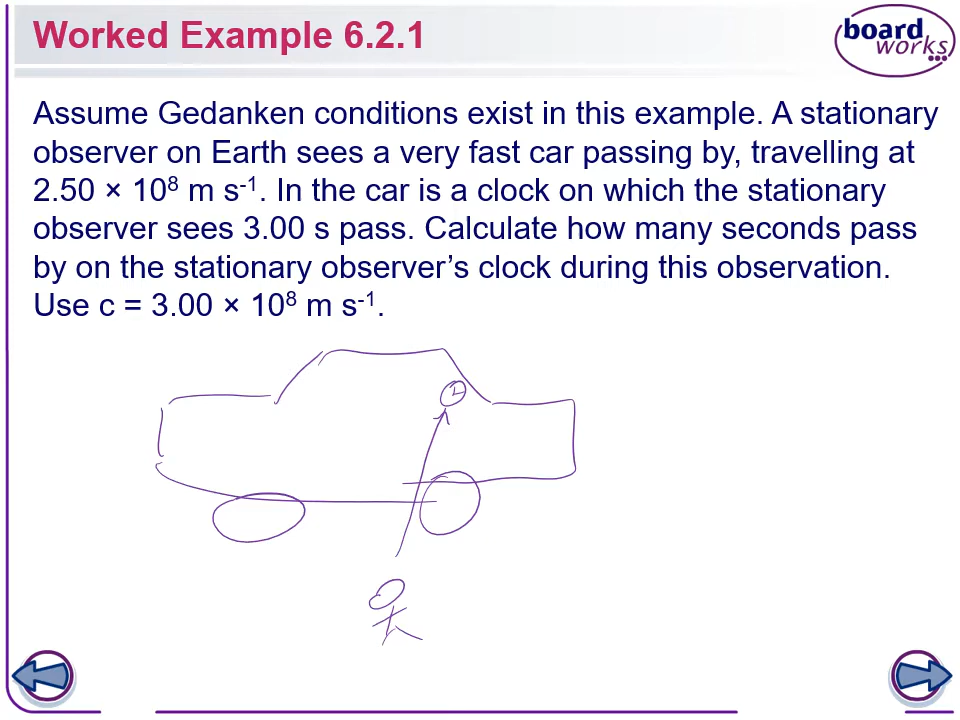 Worked Example 6.2.1
board
works
Assume Gedanken conditions exist in this example. A stationary
observer on Earth sees a very fast car passing by, travelling at
2.50 × 10⁸ m s⁻¹. In the car is a clock on which the stationary
observer sees 3.00 s pass. Calculate how many seconds pass
by on the stationary observer’s clock during this observation.
Use c = 3.00 × 10⁸ m s⁻¹.